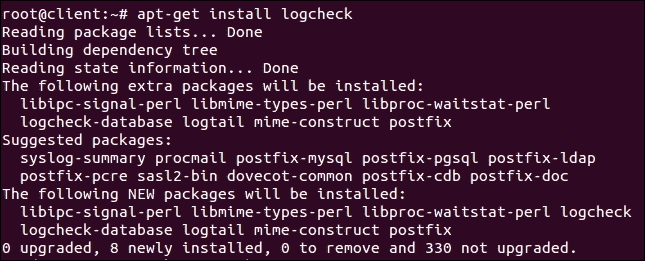 root@client:~# apt-get install logcheck
Reading package lists... Done
Building dependency tree
Reading state information... Done
The following extra packages will be installed:
  libipc-signal-perl libmime-types-perl libproc-waitstat-perl
  logcheck-database logtail mime-construct postfix
Suggested packages:
  syslog-summary procmail postfix-mysql postfix-pgsql postfix-ldap
  postfix-pcre sasl2-bin dovecot-common postfix-cdb postfix-doc
The following NEW packages will be installed:
  libipc-signal-perl libmime-types-perl libproc-waitstat-perl logcheck
  logcheck-database logtail mime-construct postfix
0 upgraded, 8 newly installed, 0 to remove and 330 not upgraded.